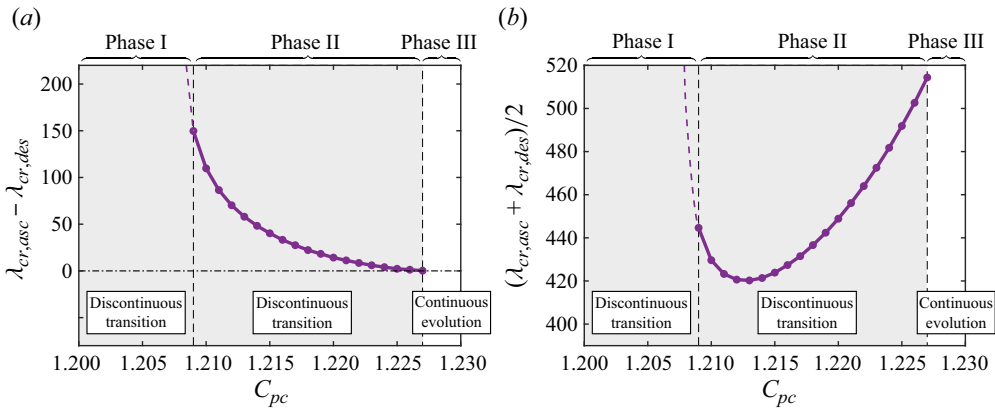 (a)
Phase I Phase II Phase III
200
150
100
50
0
λcr,asc − λcr,des
Discontinuous
transition
Discontinuous
transition
Continuous
evolution
1.200 1.205 1.210 1.215 1.220 1.225 1.230
Cpc
(b)
Phase I Phase II Phase III
520
500
480
460
440
420
400
(λcr,asc + λcr,des)/2
Discontinuous
transition
Discontinuous
transition
Continuous
evolution
1.200 1.205 1.210 1.215 1.220 1.225 1.230
Cpc